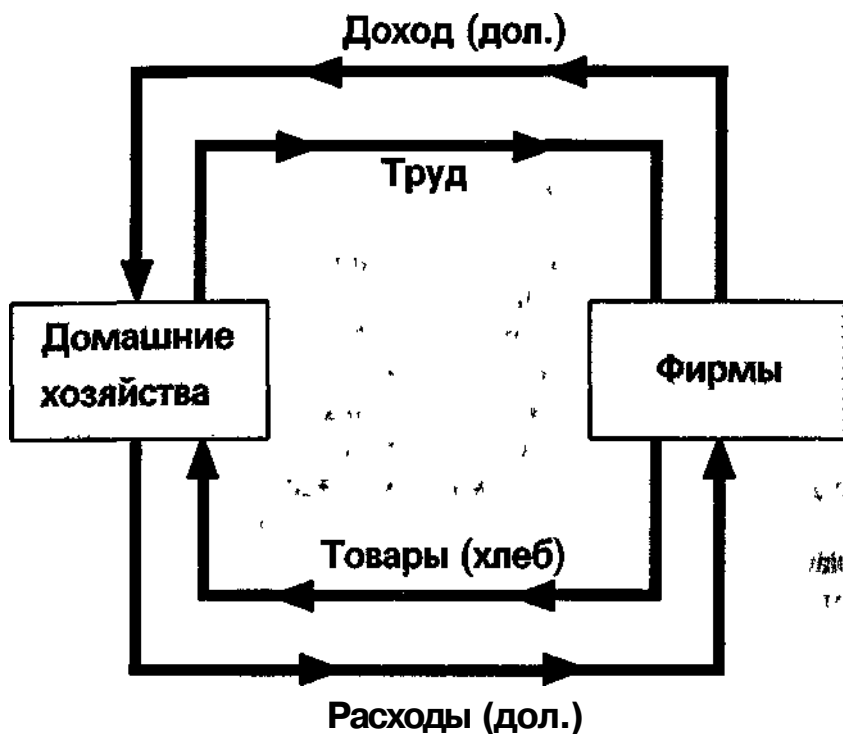 Доход (дол.)
Труд
Домашние
хозяйства
Фирмы
Товары (хлеб)
Расходы (дол.)